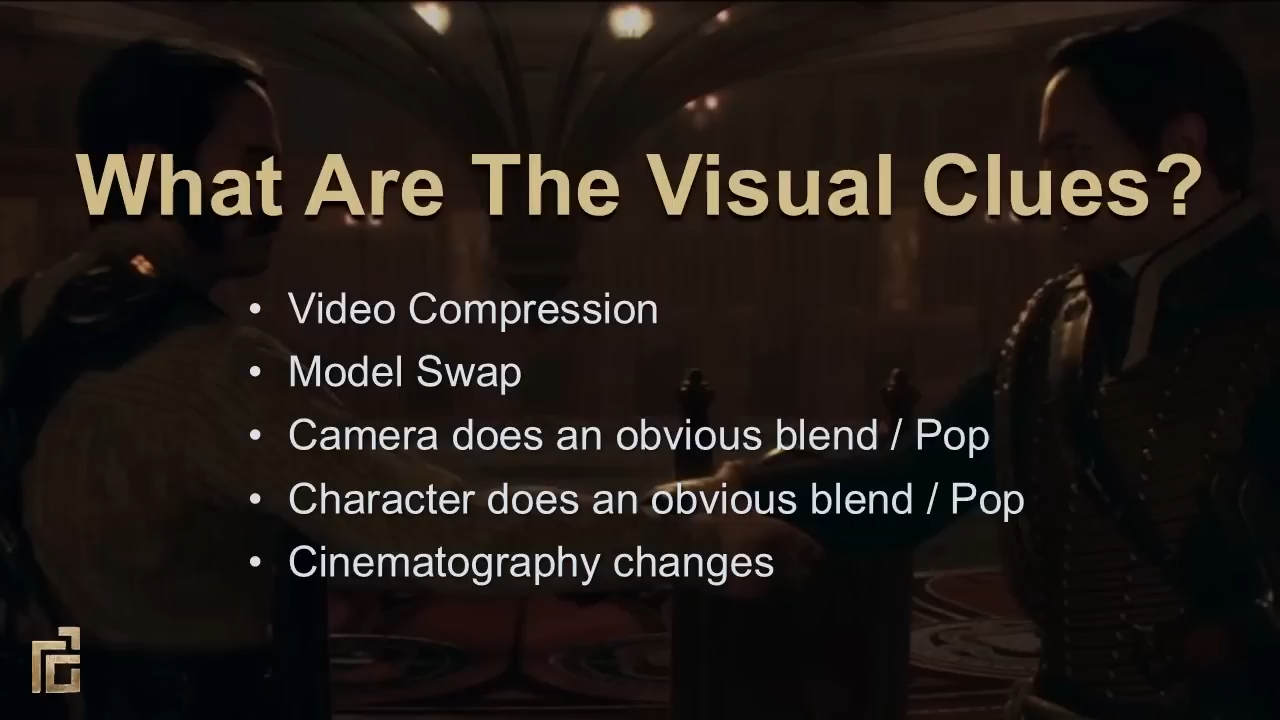 What Are The Visual Clues?
• Video Compression
• Model Swap
• Camera does an obvious blend / Pop
• Character does an obvious blend / Pop
• Cinematography changes